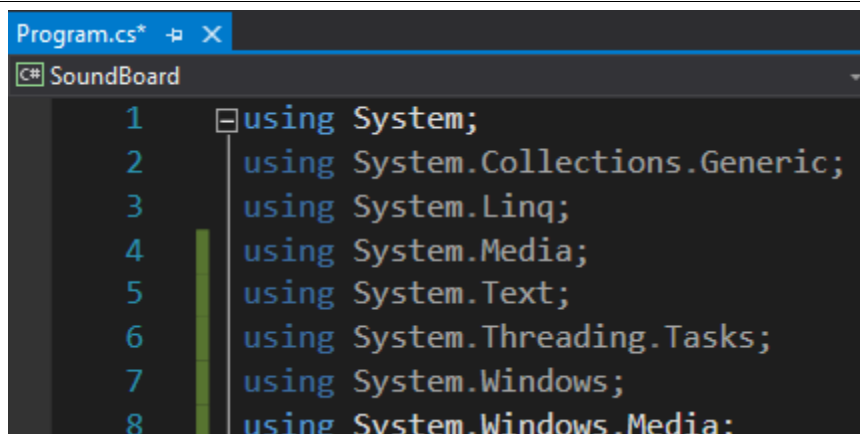 Program.cs*
C# SoundBoard
1 using System;
2 using System.Collections.Generic;
3 using System.Linq;
4 using System.Media;
5 using System.Text;
6 using System.Threading.Tasks;
7 using System.Windows;
8 using System.Windows.Media;